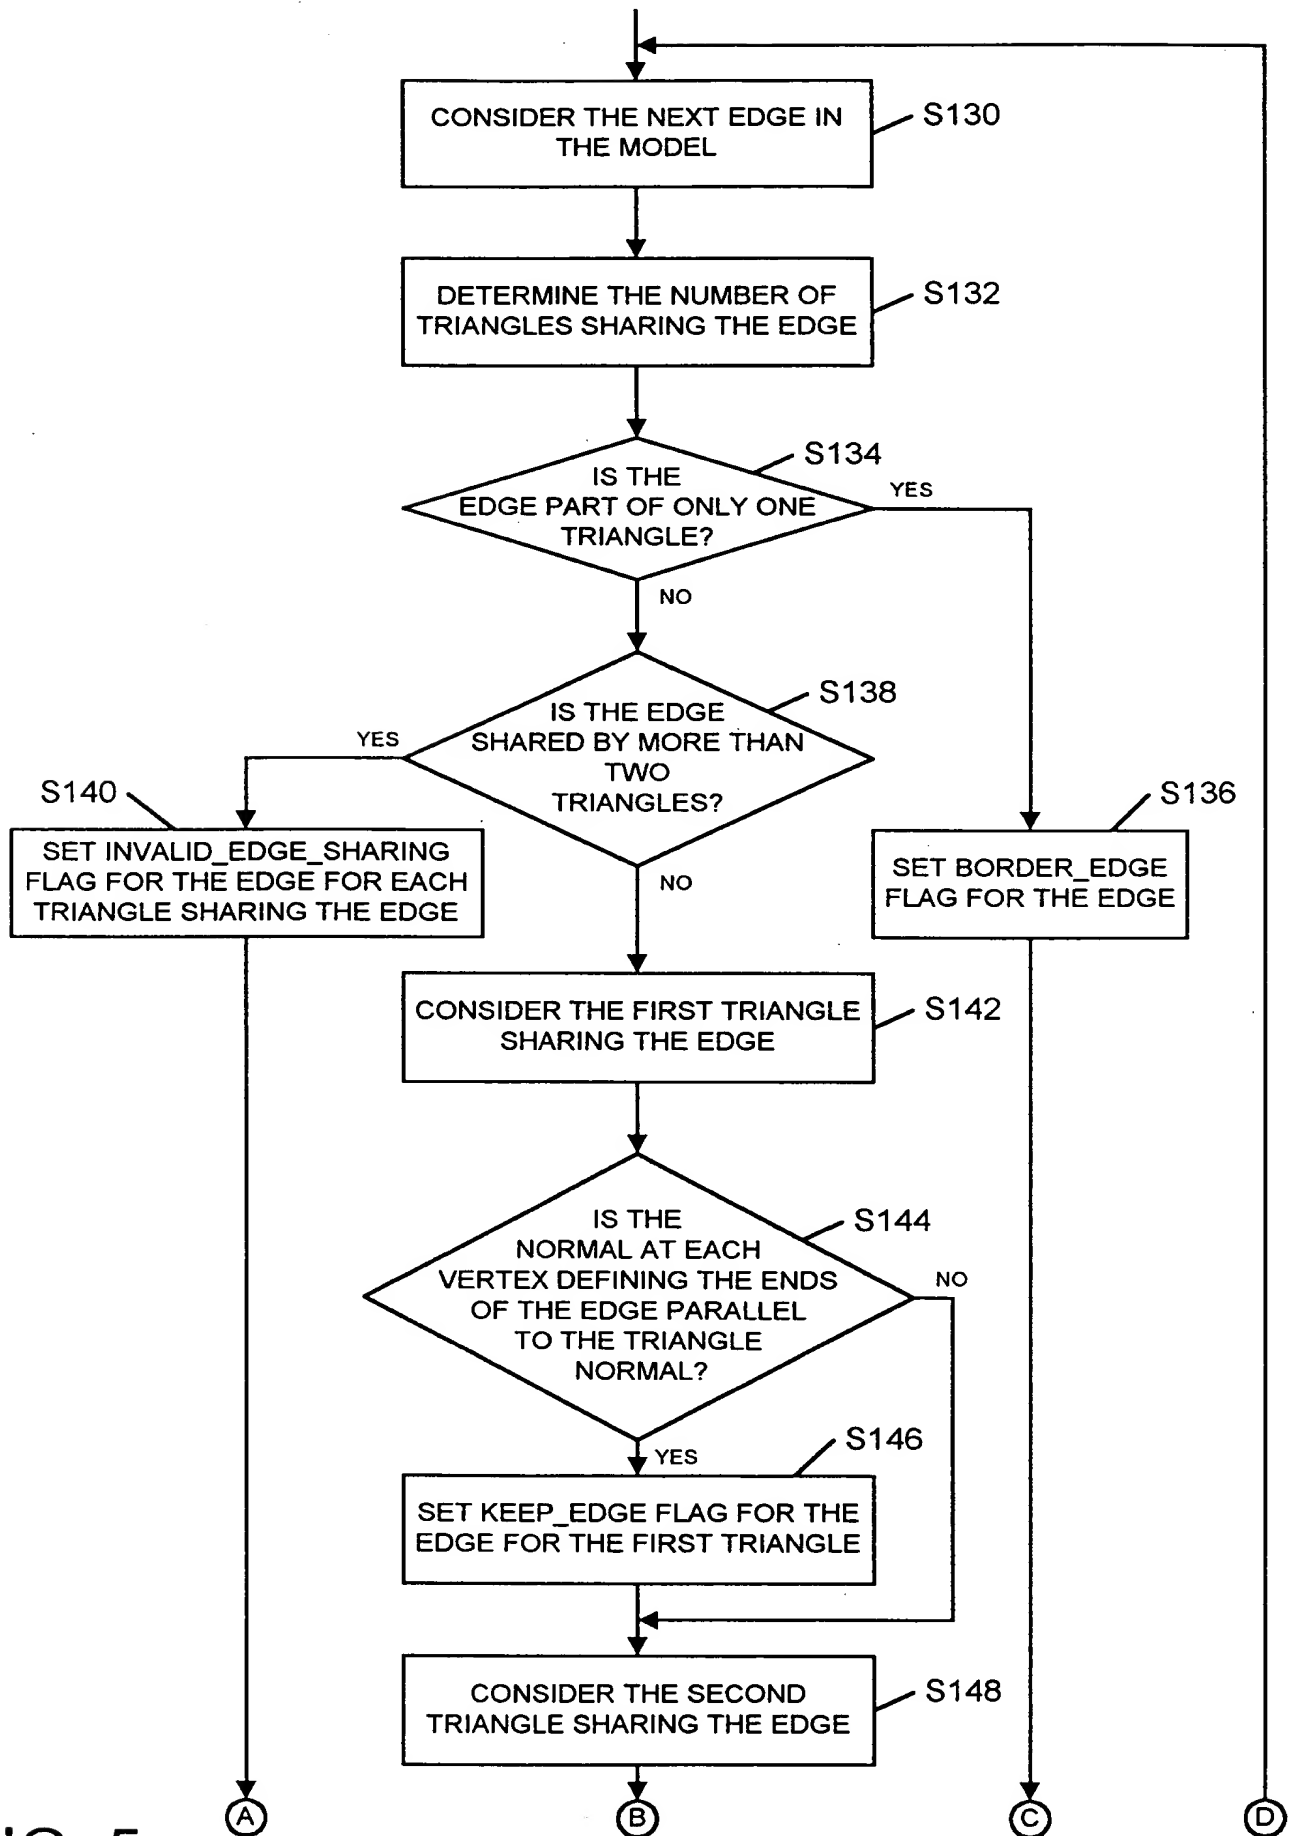 CONSIDER THE NEXT EDGE IN
THE MODEL
S130
DETERMINE THE NUMBER OF
TRIANGLES SHARING THE EDGE
S132
S134
IS THE
EDGE PART OF ONLY ONE
TRIANGLE?
YES
NO
S138
IS THE EDGE
SHARED BY MORE THAN
TWO
TRIANGLES?
YES
NO
S140
SET INVALID_EDGE_SHARING
FLAG FOR THE EDGE FOR EACH
TRIANGLE SHARING THE EDGE
S136
SET BORDER_EDGE
FLAG FOR THE EDGE
CONSIDER THE FIRST TRIANGLE
SHARING THE EDGE
S142
S144
IS THE
NORMAL AT EACH
VERTEX DEFINING THE ENDS
OF THE EDGE PARALLEL
TO THE TRIANGLE
NORMAL?
NO
YES
S146
SET KEEP_EDGE FLAG FOR THE
EDGE FOR THE FIRST TRIANGLE
CONSIDER THE SECOND
TRIANGLE SHARING THE EDGE
S148
A
B
C
D